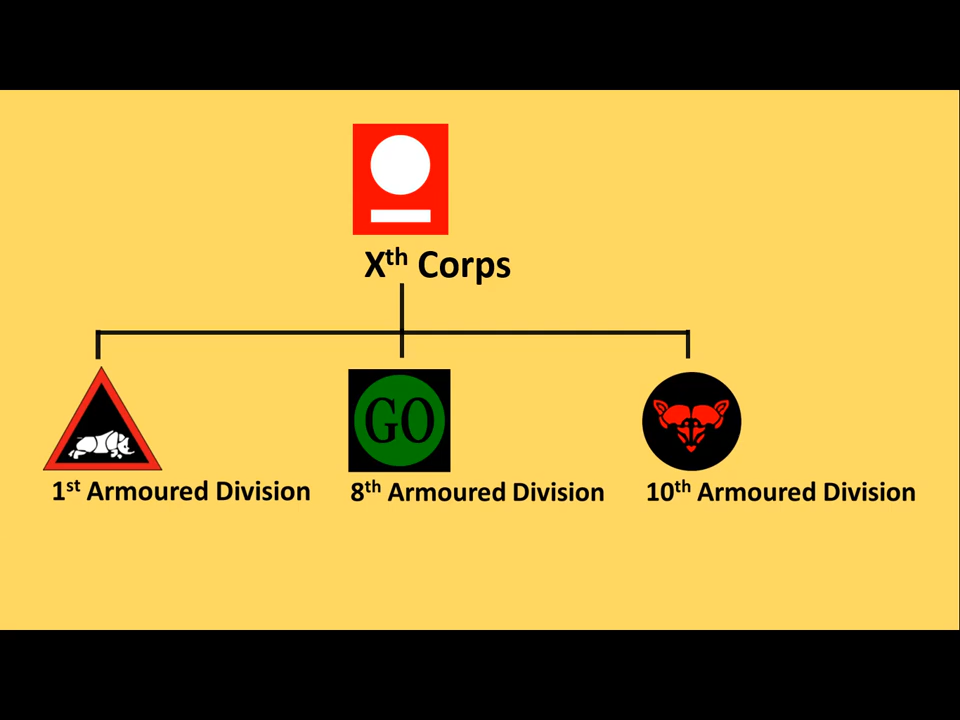 Xth Corps
GO
1st Armoured Division
8th Armoured Division
10th Armoured Division